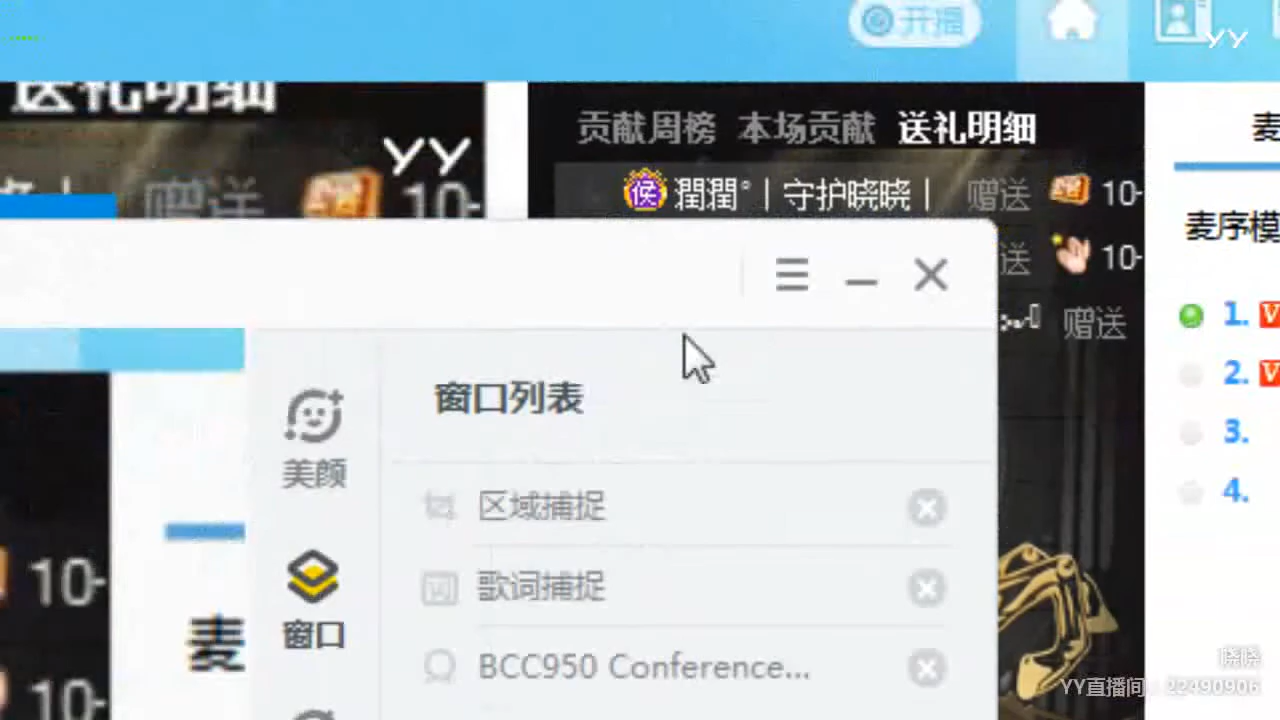 开播
YY
送礼明细
YY
赠送
10-
贡献周榜 本场贡献 送礼明细
侯 潤潤° | 守护晓晓 | 赠送 10-
送 10-
赠送
麦
麦序模
1. V
2. V
3.
4.
窗口列表
美颜
区域捕捉
词 歌词捕捉
窗口
BCC950 Conference...
10-
麦
10-
晓晓
YY直播间: 22490906